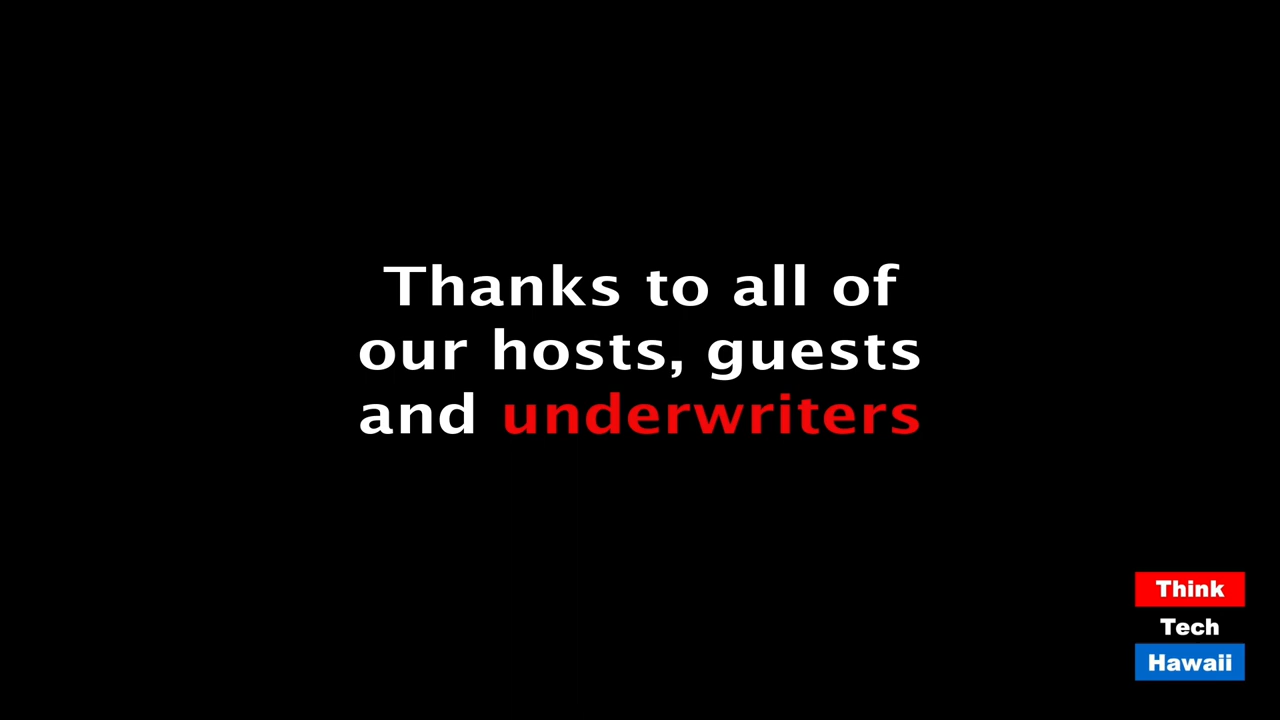 Thanks to all of
our hosts, guests
and underwriters
Think
Tech
Hawaii